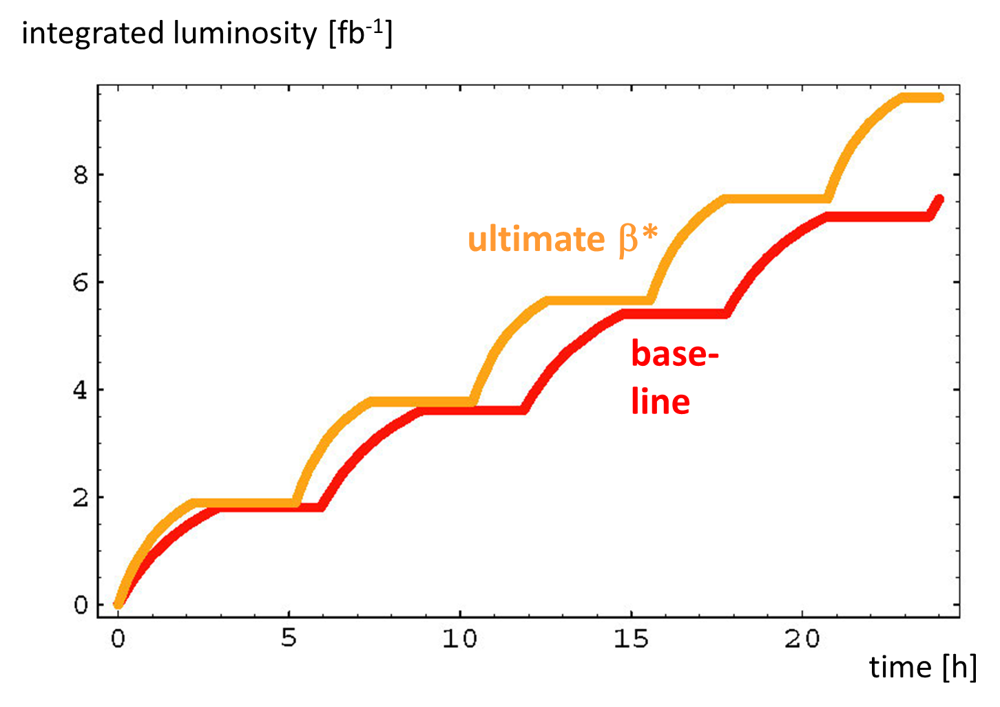 integrated luminosity [fb⁻¹]
8
ultimate β*
6
base-
line
4
2
0
0 5 10 15 20
time [h]